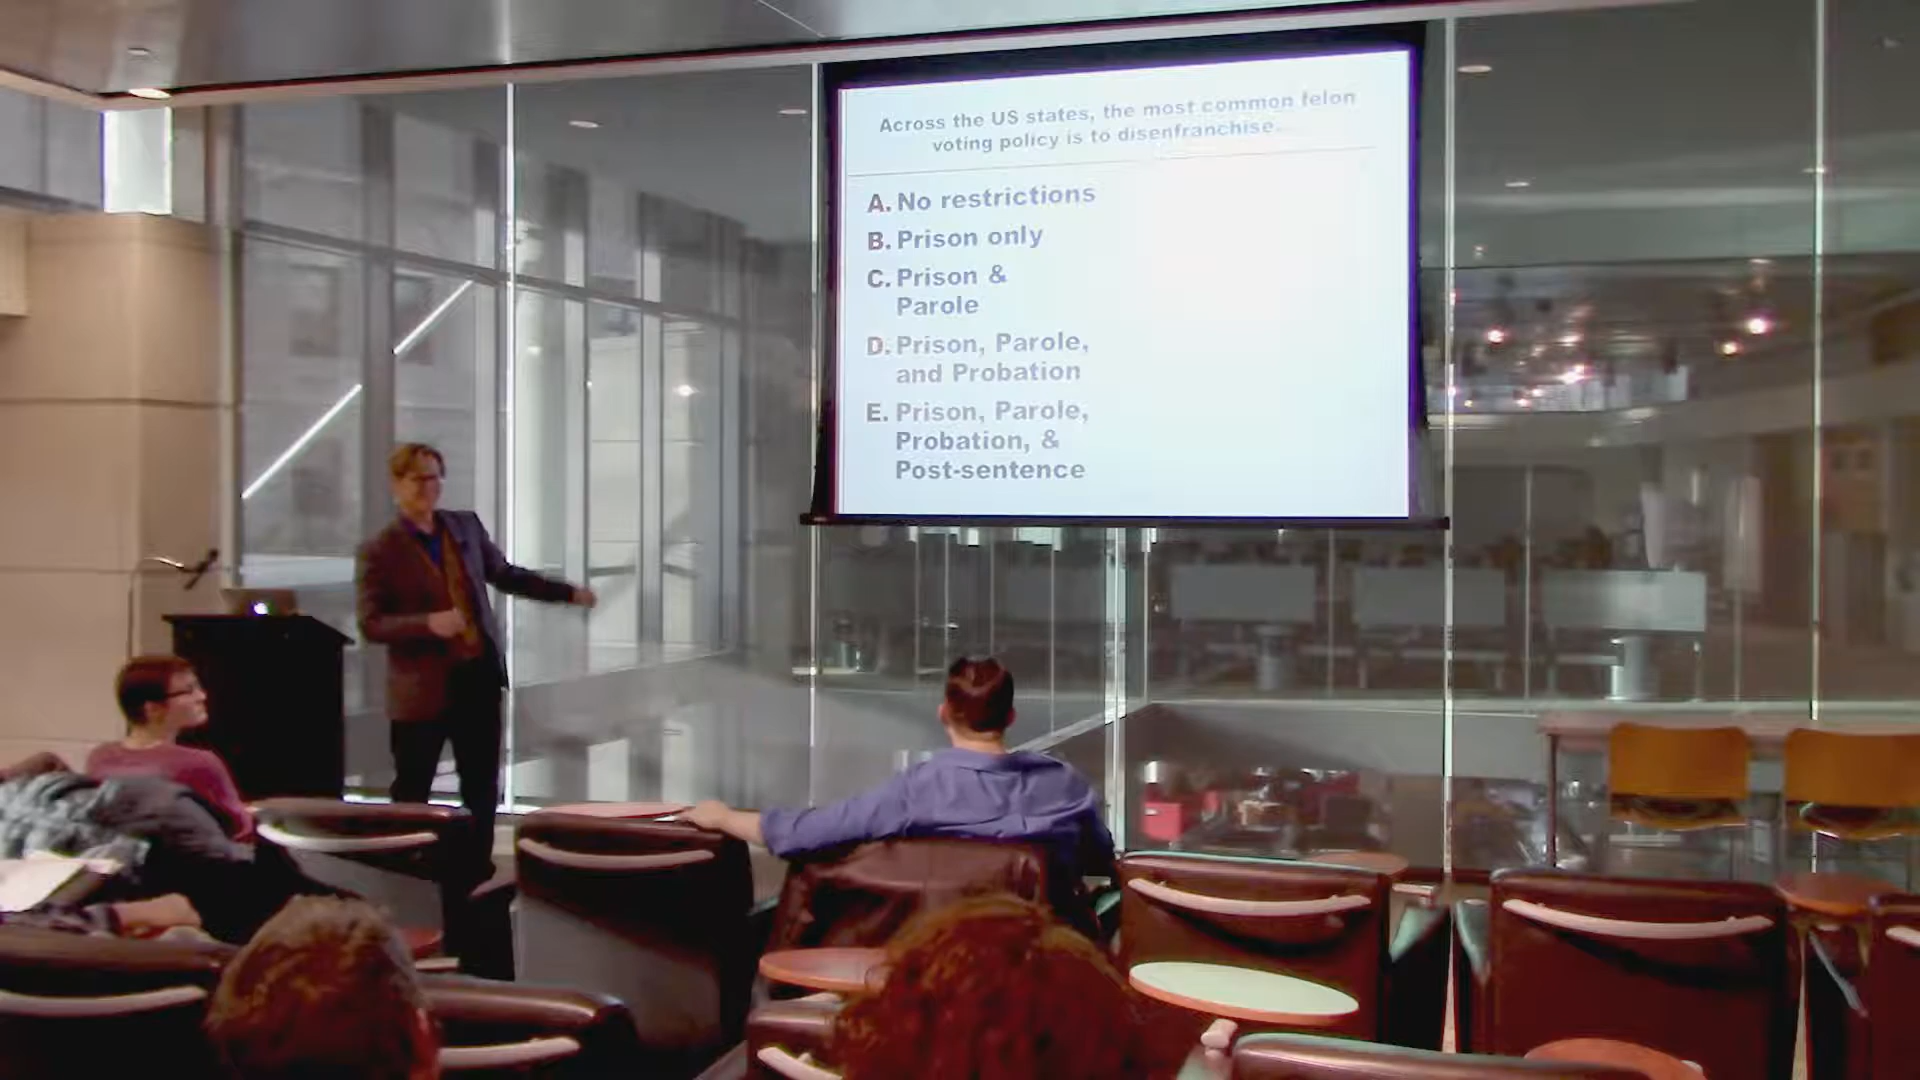 Across the US states, the most common felon
voting policy is to disenfranchise...
A. No restrictions
B. Prison only
C. Prison &
Parole
D. Prison, Parole,
and Probation
E. Prison, Parole,
Probation, &
Post-sentence